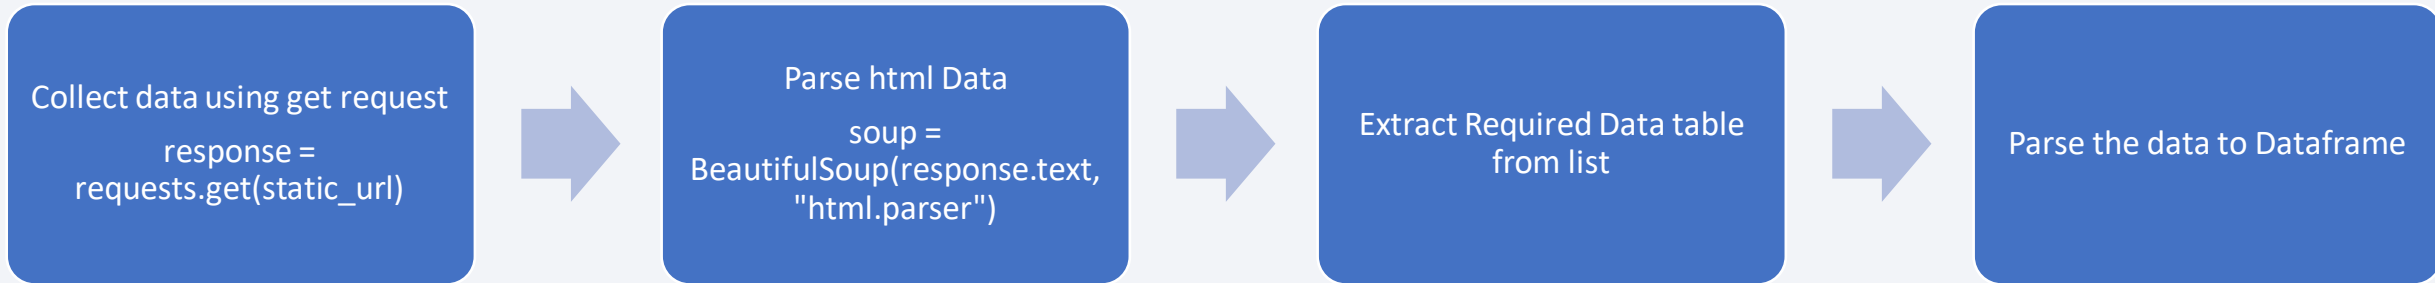 Collect data using get request
response =
requests.get(static_url)
Parse html Data
soup =
BeautifulSoup(response.text,
"html.parser")
Extract Required Data table
from list
Parse the data to Dataframe